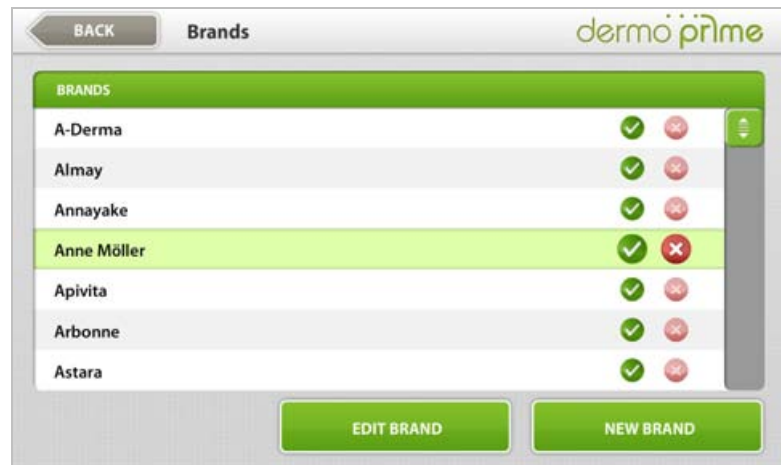 BACK
Brands
dermo prime
BRANDS
A-Derma
Almay
Annayake
Anne Möller
Apivita
Arbonne
Astara
EDIT BRAND
NEW BRAND